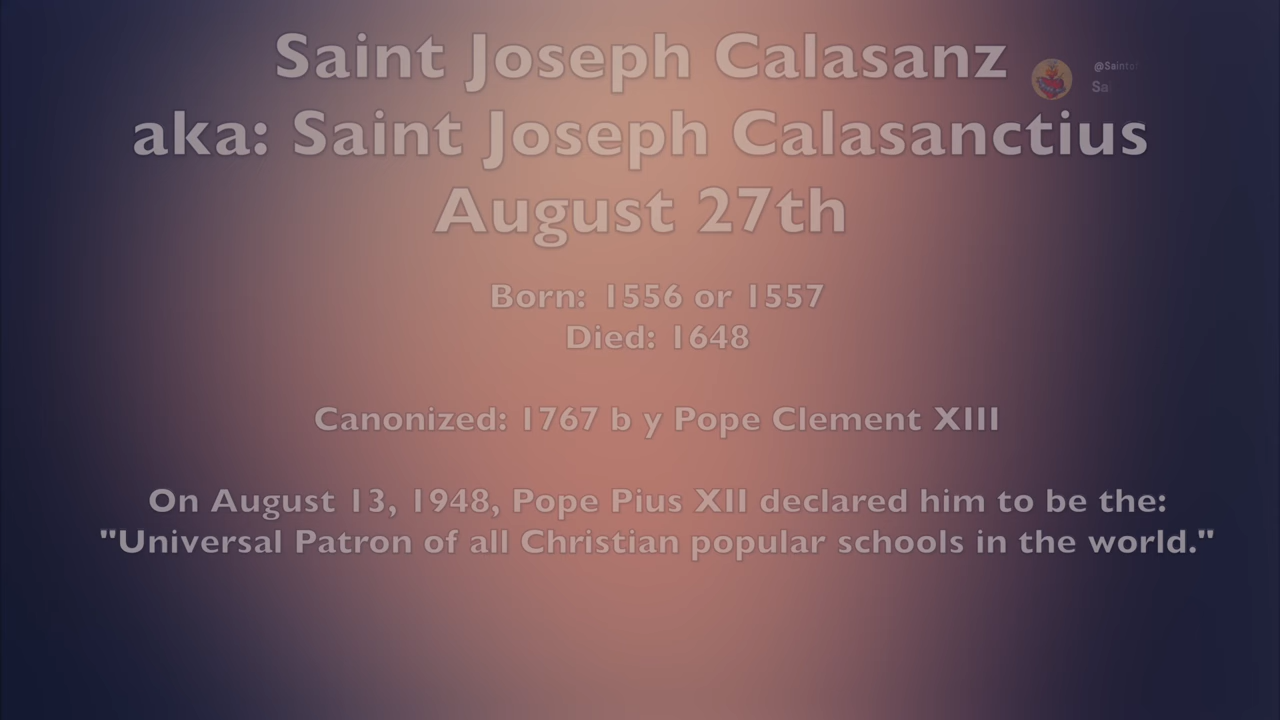 Saint Joseph Calasanz
@Sainto
Sa
aka: Saint Joseph Calasanctius
August 27th
Born: 1556 or 1557
Died: 1648
Canonized: 1767 b y Pope Clement XIII
On August 13, 1948, Pope Pius XII declared him to be the:
"Universal Patron of all Christian popular schools in the world."